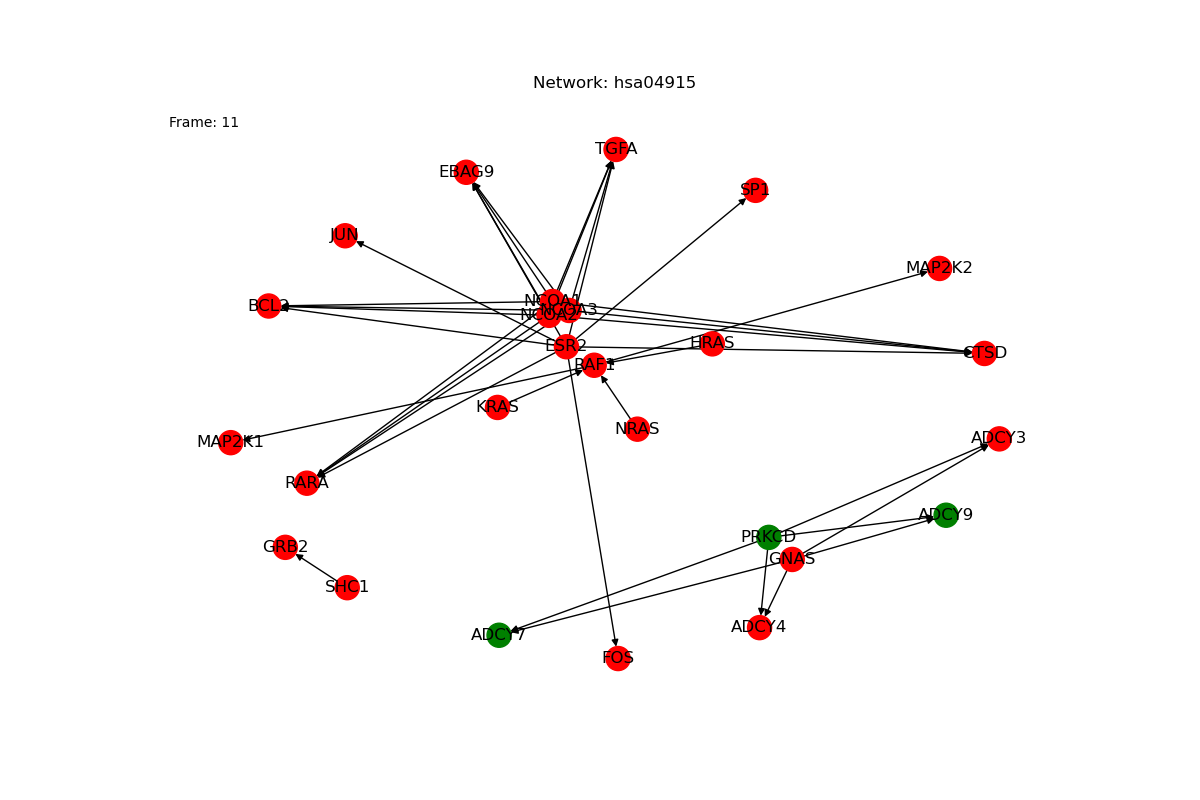 Network: hsa04915
Frame: 11
TGFA
EBAG9
SP1
JUN
MAP2K2
NCOA1
BCL2
NCOA3
NCOA2
ESR2
HRAS
CTSD
RAF1
KRAS
NRAS
MAP2K1
ADCY3
RARA
ADCY9
PRKCD
GRB2
GNAS
SHC1
ADCY4
ADCY7
FOS